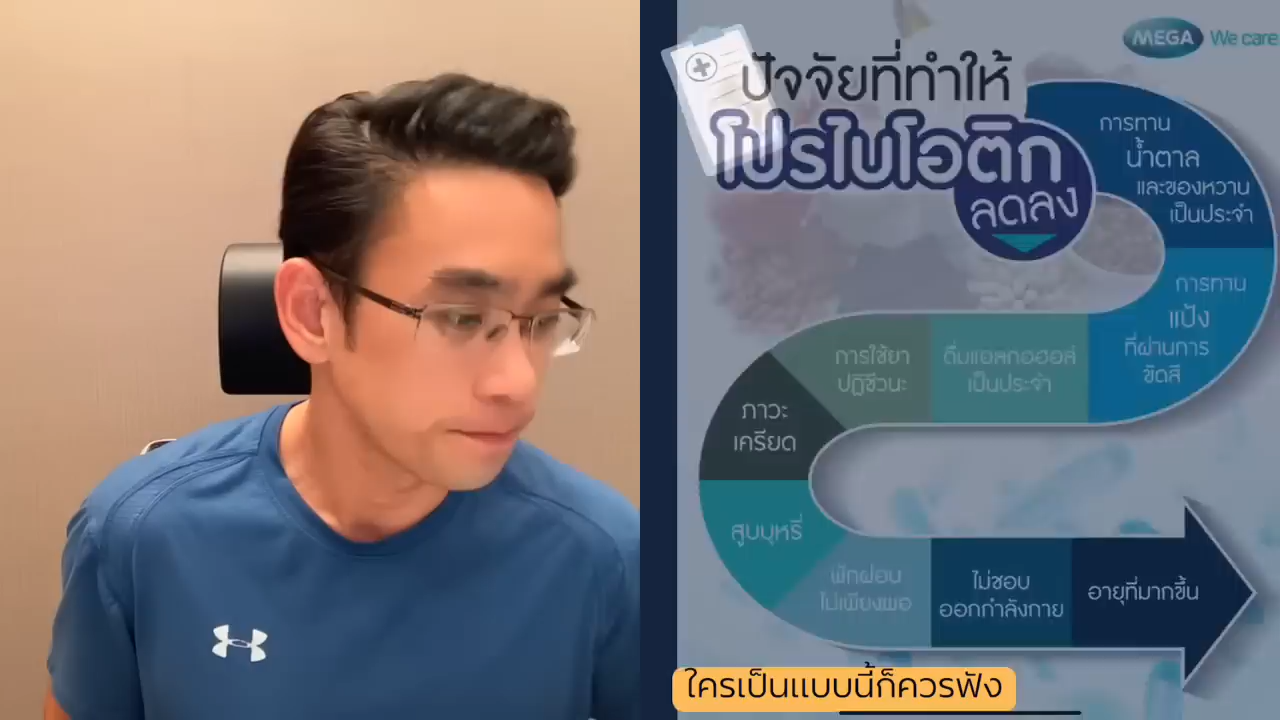 MEGA We care
ปัจจัยที่ทำให้
โปรไบโอติก
ลดลง
การทาน
น้ำตาล
และของหวาน
เป็นประจำ
การทาน
แป้ง
ที่ผ่านการ
ขัดสี
ดื่มแอลกอฮอล์
เป็นประจำ
การใช้ยา
ปฏิชีวนะ
ภาวะ
เครียด
สูบบุหรี่
พักผ่อน
ไม่เพียงพอ
ไม่ชอบ
ออกกำลังกาย
อายุที่มากขึ้น
ใครเป็นแบบนี้ก็ควรฟัง